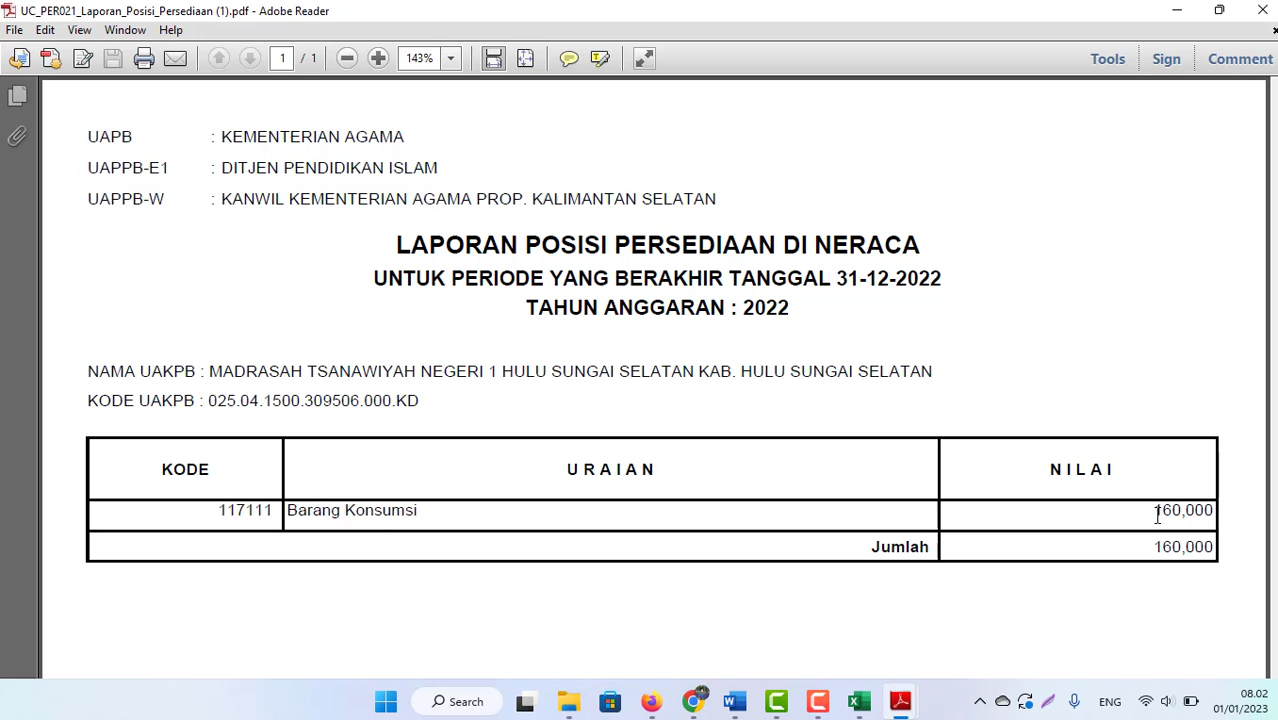 UC_PER021_Laporan_Posisi_Persediaan (1).pdf - Adobe Reader
File Edit View Window Help
1 / 1 143% Tools Sign Comment
UAPB : KEMENTERIAN AGAMA
UAPPB-E1 : DITJEN PENDIDIKAN ISLAM
UAPPB-W : KANWIL KEMENTERIAN AGAMA PROP. KALIMANTAN SELATAN
LAPORAN POSISI PERSEDIAAN DI NERACA
UNTUK PERIODE YANG BERAKHIR TANGGAL 31-12-2022
TAHUN ANGGARAN : 2022
NAMA UAKPB : MADRASAH TSANAWIYAH NEGERI 1 HULU SUNGAI SELATAN KAB. HULU SUNGAI SELATAN
KODE UAKPB : 025.04.1500.309506.000.KD
KODE U R A I A N N I L A I
117111 Barang Konsumsi 160,000
Jumlah 160,000
Search ENG 08.02
01/01/2023